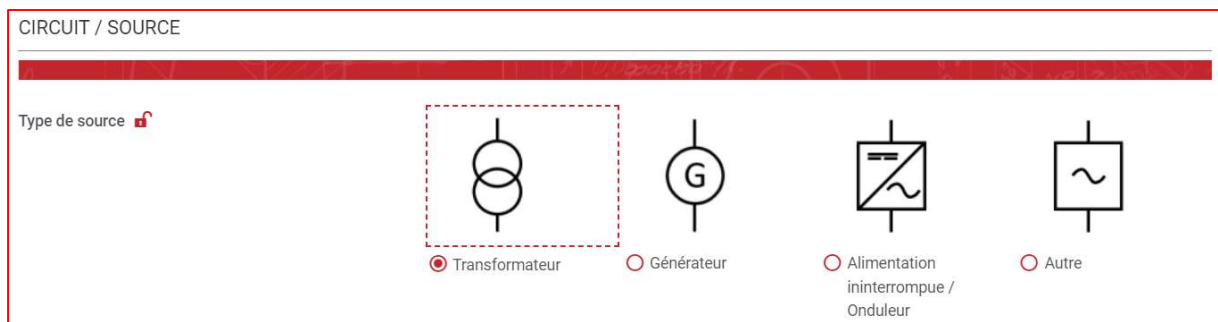 CIRCUIT / SOURCE
Type de source
G
Transformateur
Générateur
Alimentation
ininterrompue /
Onduleur
Autre